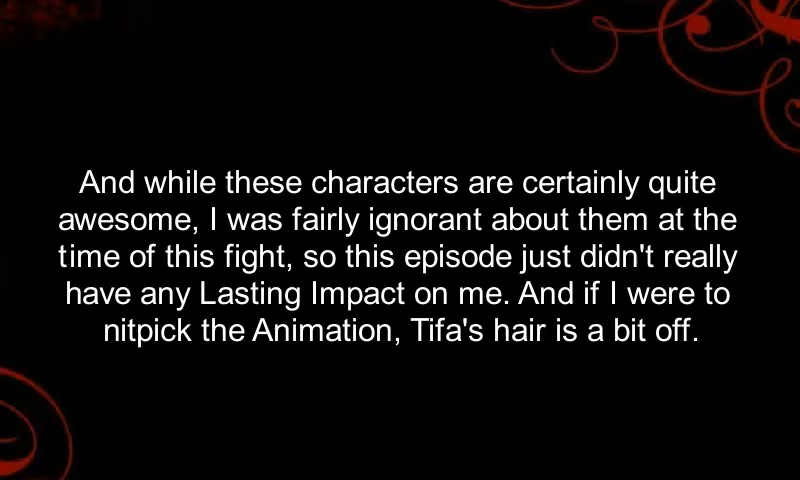 And while these characters are certainly quite
awesome, I was fairly ignorant about them at the
time of this fight, so this episode just didn't really
have any Lasting Impact on me. And if I were to
nitpick the Animation, Tifa's hair is a bit off.